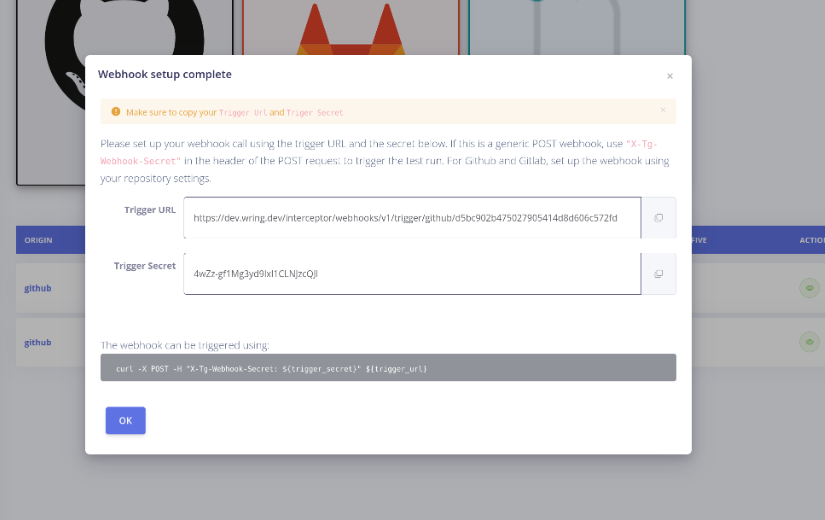 Webhook setup complete
×
Make sure to copy your Trigger Url and Triger Secret
×
Please set up your webhook call using the trigger URL and the secret below. If this is a generic POST webhook, use "X-Tg-
Webhook-Secret" in the header of the POST request to trigger the test run. For Github and Gitlab, set up the webhook using
your repository settings.
Trigger URL
https://dev.wring.dev/interceptor/webhooks/v1/trigger/github/d5bc902b475027905414d8d606c572fd
ORIGIN
ACTIO
Trigger Secret
github
github
The webhook can be triggered using:
curl -X POST -H "X-Tg-Webhook-Secret: ${trigger_secret}" ${trigger_url}
OK